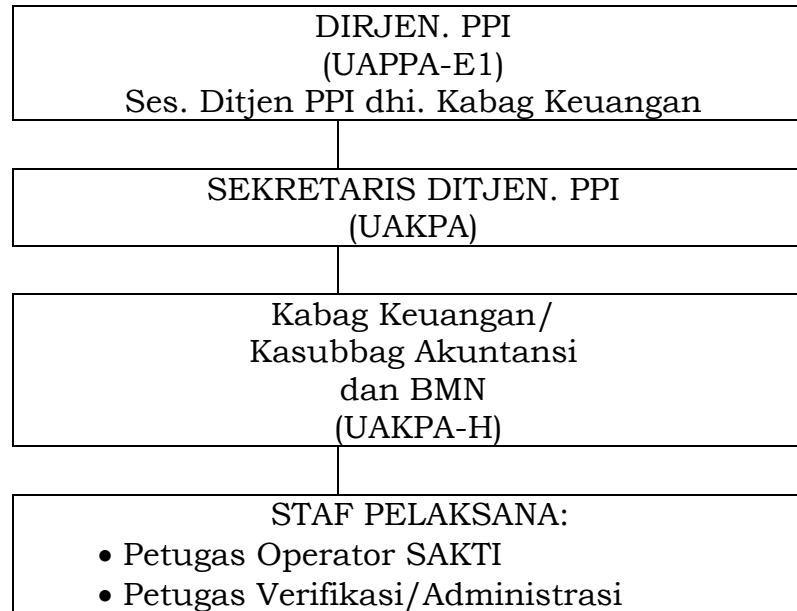 DIRJEN. PPI
(UAPPA-E1)
Ses. Ditjen PPI dhi. Kabag Keuangan
SEKRETARIS DITJEN. PPI
(UAKPA)
Kabag Keuangan/
Kasubbag Akuntansi
dan BMN
(UAKPA-H)
STAF PELAKSANA:
• Petugas Operator SAKTI
• Petugas Verifikasi/Administrasi